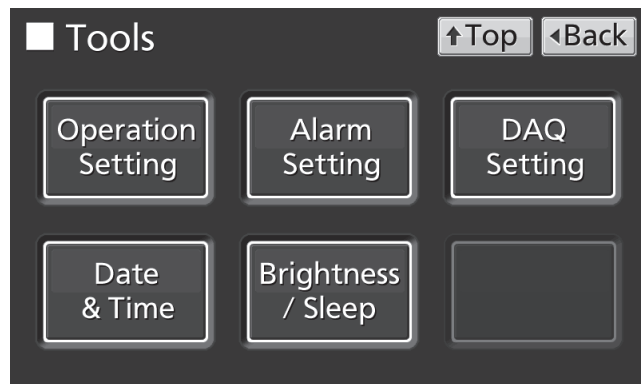 Tools
Top
Back
Operation
Setting
Alarm
Setting
DAQ
Setting
Date
& Time
Brightness
/ Sleep